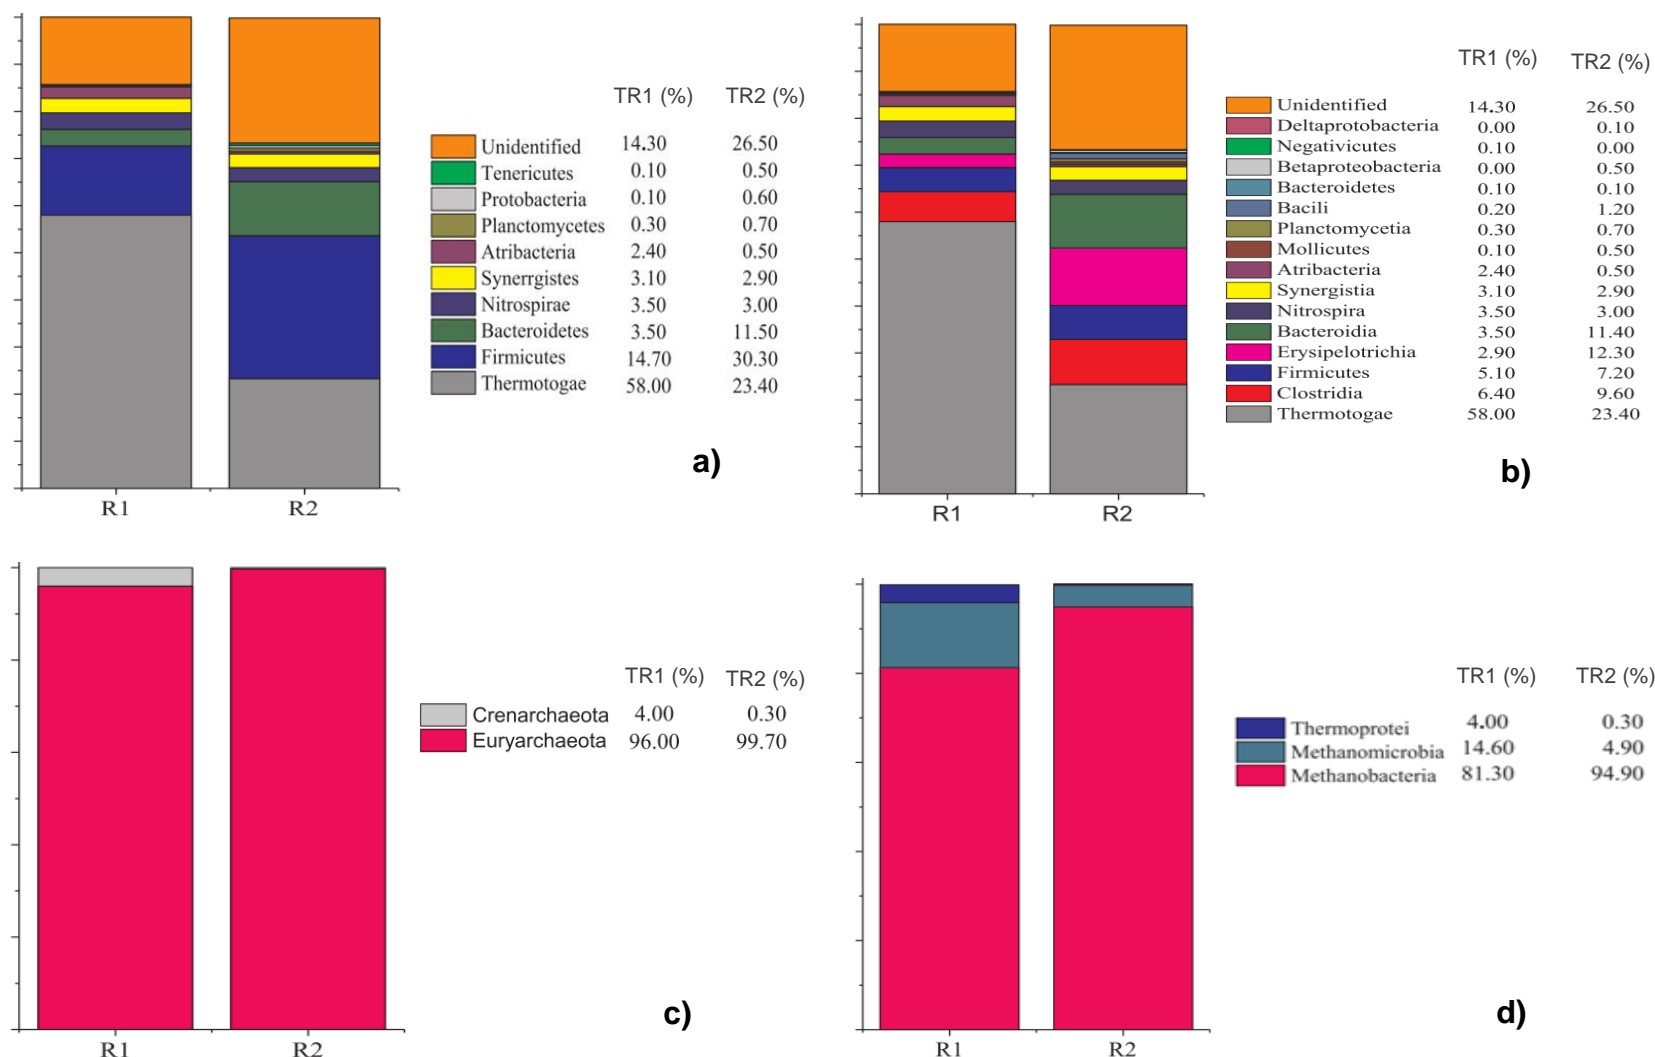 TR1 (%) TR2 (%)
Unidentified 14.30 26.50
Tenericutes 0.10 0.50
Protobacteria 0.10 0.60
Planctomycetes 0.30 0.70
Atribacteria 2.40 0.50
Synerrgistes 3.10 2.90
Nitrospirae 3.50 3.00
Bacteroidetes 3.50 11.50
Firmicutes 14.70 30.30
Thermotogae 58.00 23.40
a)
R1 R2
TR1 (%) TR2 (%)
Unidentified 14.30 26.50
Deltaprotobacteria 0.00 0.10
Negativicutes 0.10 0.00
Betaproteobacteria 0.00 0.50
Bacteroidetes 0.10 0.10
Bacili 0.20 1.20
Planctomycetia 0.30 0.70
Mollicutes 0.10 0.50
Atribacteria 2.40 0.50
Synergistia 3.10 2.90
Nitrospira 3.50 3.00
Bacteroidia 3.50 11.40
Erysipelotrichia 2.90 12.30
Firmicutes 5.10 7.20
Clostridia 6.40 9.60
Thermotogae 58.00 23.40
b)
R1 R2
TR1 (%) TR2 (%)
Crenarchaeota 4.00 0.30
Euryarchaeota 96.00 99.70
c)
R1 R2
TR1 (%) TR2 (%)
Thermoprotei 4.00 0.30
Methanomicrobia 14.60 4.90
Methanobacteria 81.30 94.90
d)
R1 R2